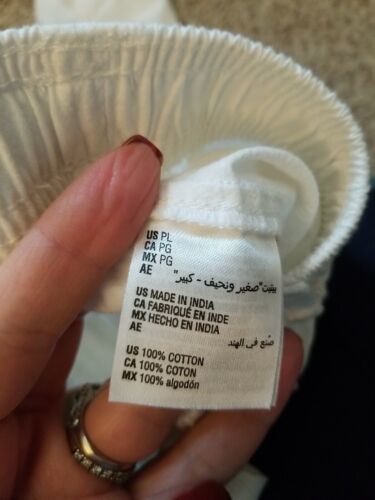 US PL
CA PG
MX PG
AE بيتيت"صغير ونحيف - كبير"
US MADE IN INDIA
CA FABRIQUÉ EN INDE
MX HECHO EN INDIA
AE صنع في الهند
US 100% COTTON
CA 100% COTON
MX 100% algodón